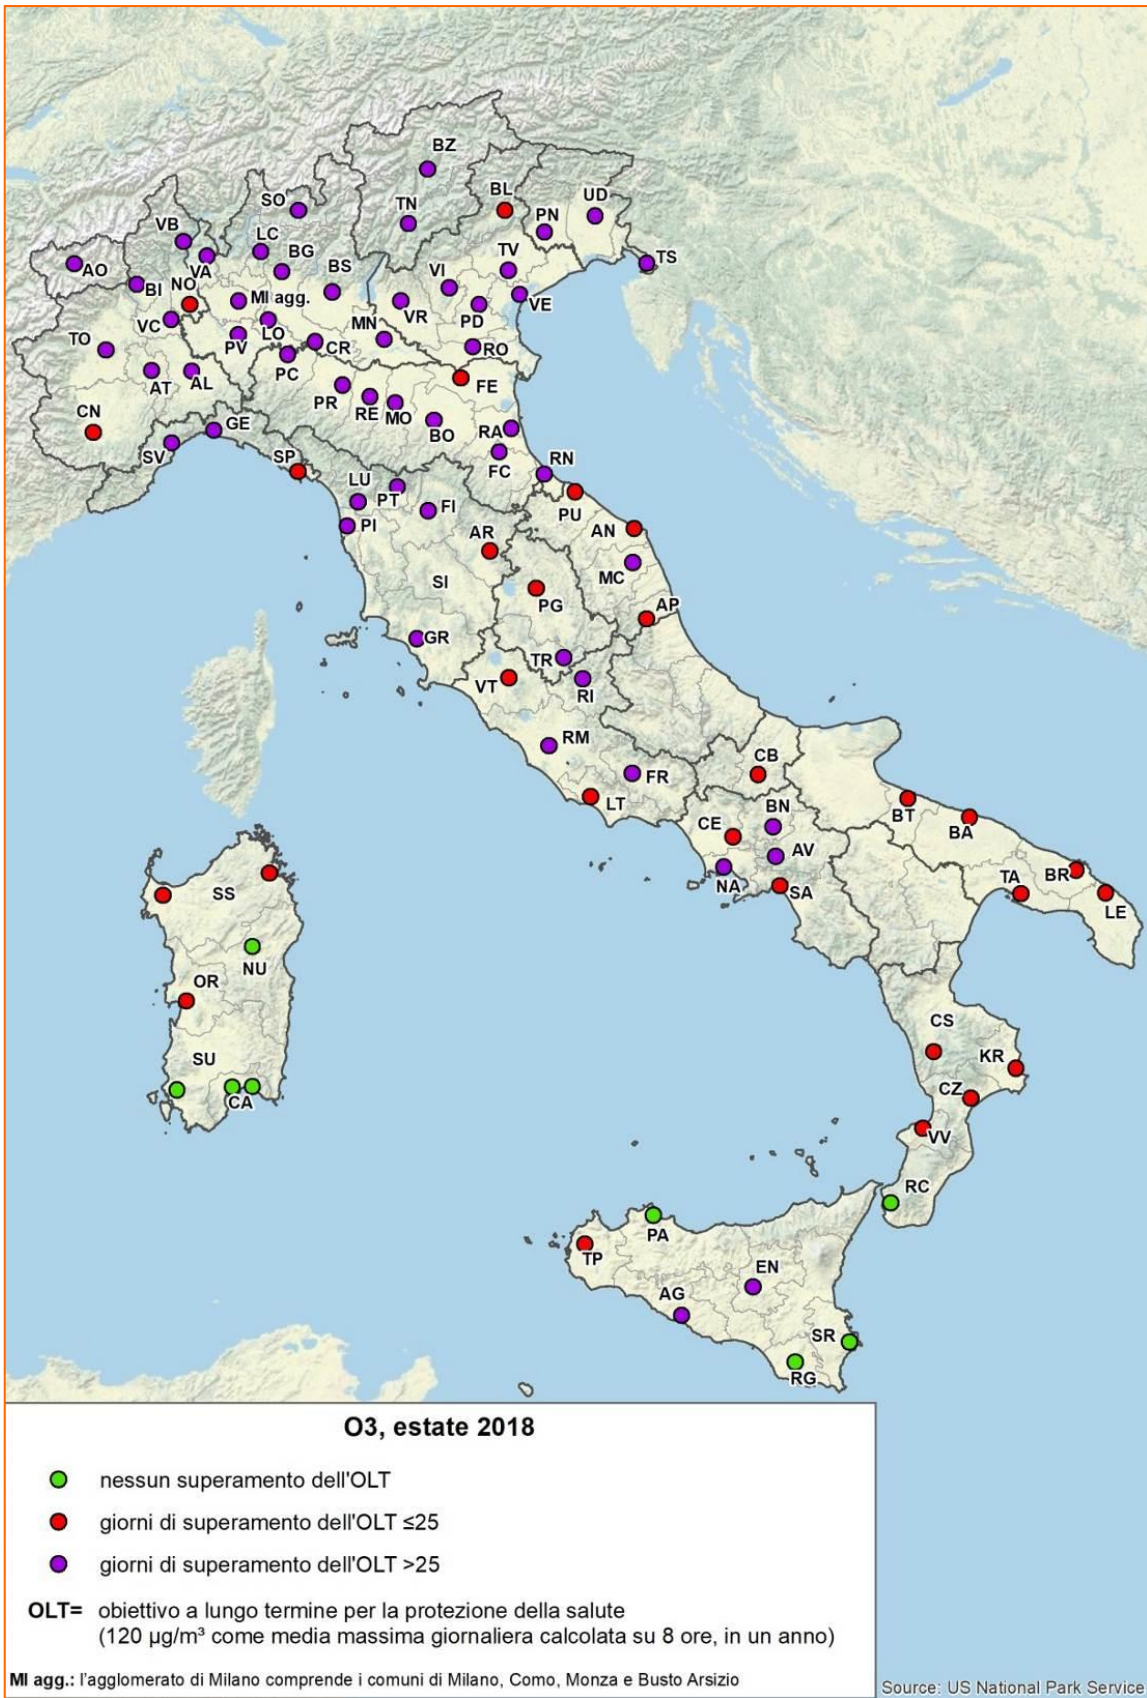 BZ
BL
UD
SO
TN
PN
VB
LC
BG
TV
TS
AO
VA
BS
VI
BI
NO
MI agg.
VE
VR
PD
VC
LO
MN
TO
PV
CR
RO
PC
AT
AL
FE
PR
RE
MO
CN
GE
BO
RA
SV
SP
FC
RN
LU
PT
FI
PU
PI
AR
AN
SI
MC
PG
AP
GR
TR
VT
RI
RM
CB
FR
LT
BT
BN
CE
BA
AV
NA
SA
TA
BR
LE
SS
NU
OR
CS
SU
KR
CZ
CA
VV
RC
PA
TP
EN
AG
SR
RG
O3, estate 2018
nessun superamento dell'OLT
giorni di superamento dell'OLT ≤25
giorni di superamento dell'OLT >25
OLT= obiettivo a lungo termine per la protezione della salute
(120 µg/m³ come media massima giornaliera calcolata su 8 ore, in un anno)
MI agg.: l'agglomerato di Milano comprende i comuni di Milano, Como, Monza e Busto Arsizio
Source: US National Park Service